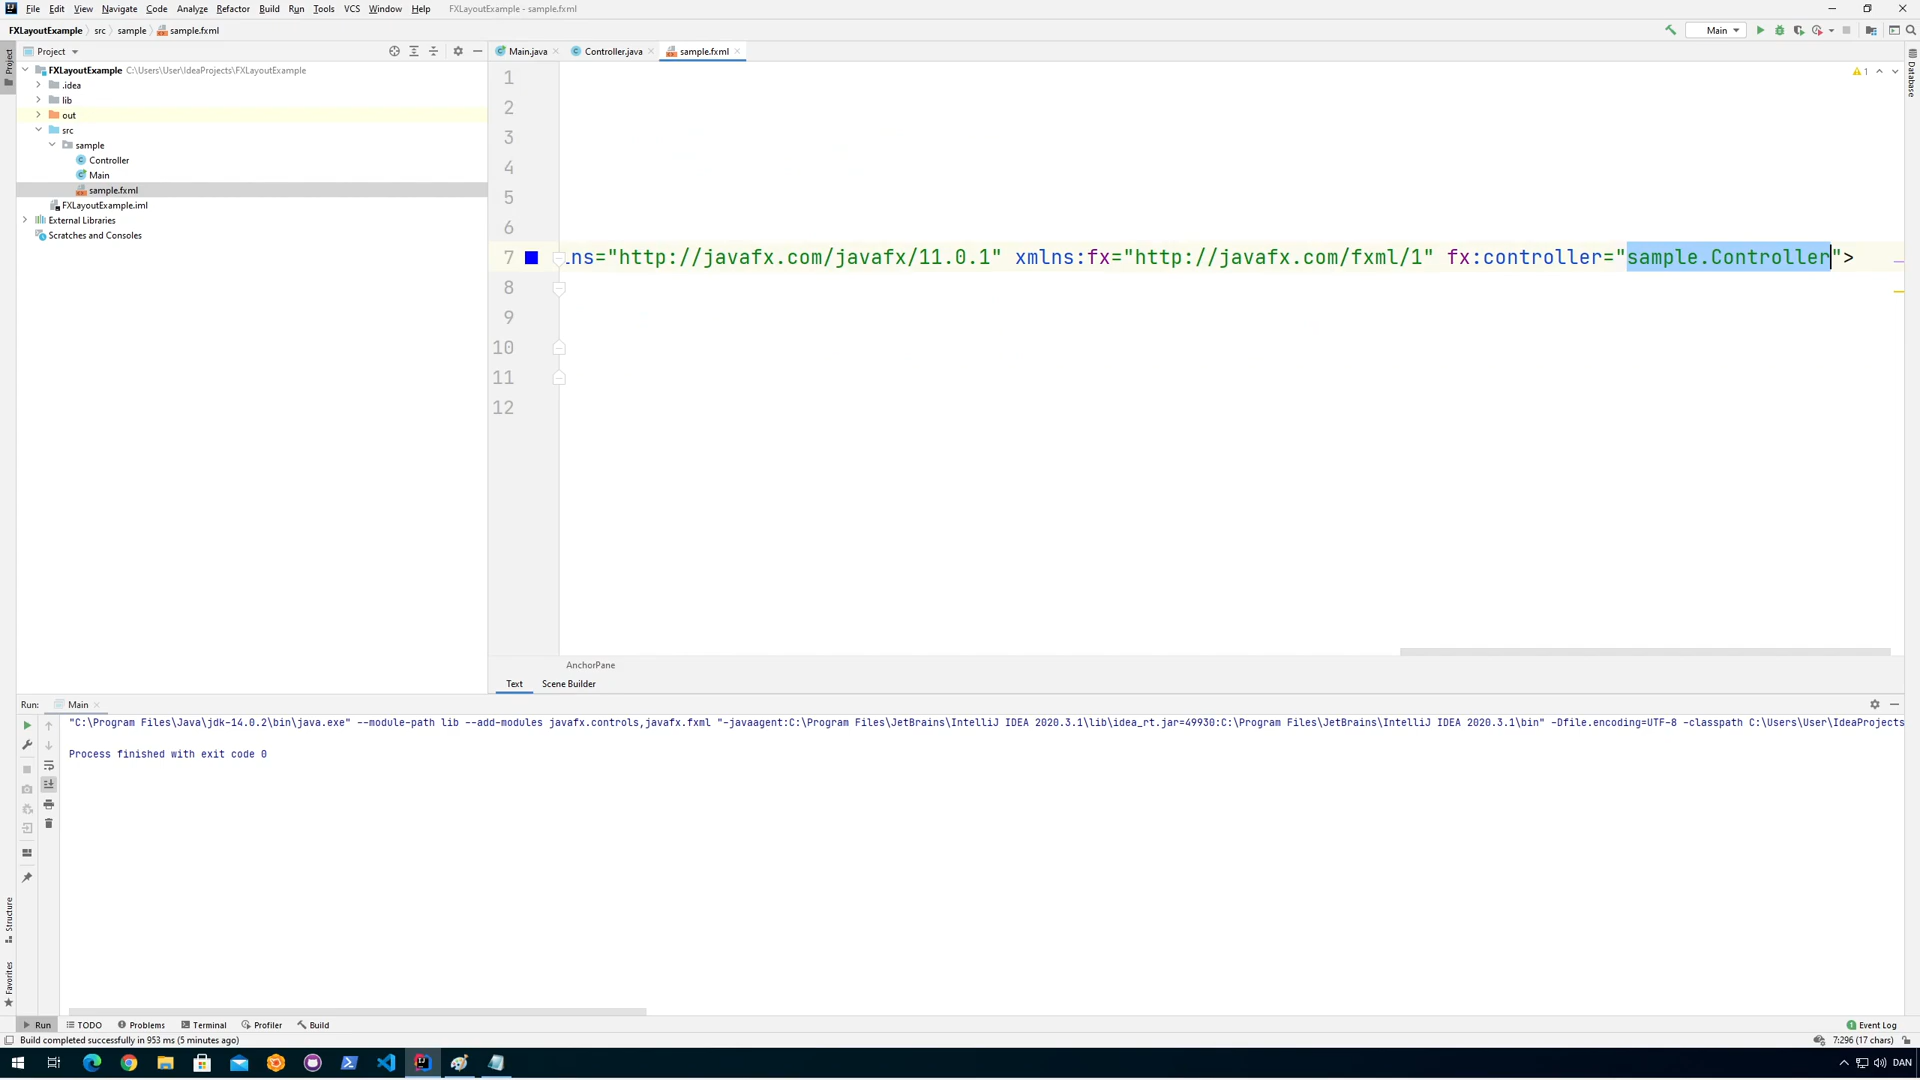 File Edit View Navigate Code Analyze Refactor Build Run Tools VCS Window Help FXLayoutExample - sample.fxml
FXLayoutExample src sample sample.fxml
Main
Project
Project
Main.java
Controller.java
sample.fxml
Database
FXLayoutExample C:\Users\User\IdeaProjects\FXLayoutExample
.idea
lib
out
src
sample
Controller
Main
sample.fxml
FXLayoutExample.iml
External Libraries
Scratches and Consoles
1
1
2
3
4
5
6
7 lns="http://javafx.com/javafx/11.0.1" xmlns:fx="http://javafx.com/fxml/1" fx:controller="sample.Controller">
8
9
10
11
12
AnchorPane
Text Scene Builder
Run: Main
"C:\Program Files\Java\jdk-14.0.2\bin\java.exe" --module-path lib --add-modules javafx.controls,javafx.fxml "-javaagent:C:\Program Files\JetBrains\IntelliJ IDEA 2020.3.1\lib\idea_rt.jar=49930:C:\Program Files\JetBrains\IntelliJ IDEA 2020.3.1\bin" -Dfile.encoding=UTF-8 -classpath C:\Users\User\IdeaProjects
Process finished with exit code 0
Structure
Favorites
Run TODO Problems Terminal Profiler Build
1 Event Log
Build completed successfully in 953 ms (5 minutes ago)
7:296 (17 chars)
DAN